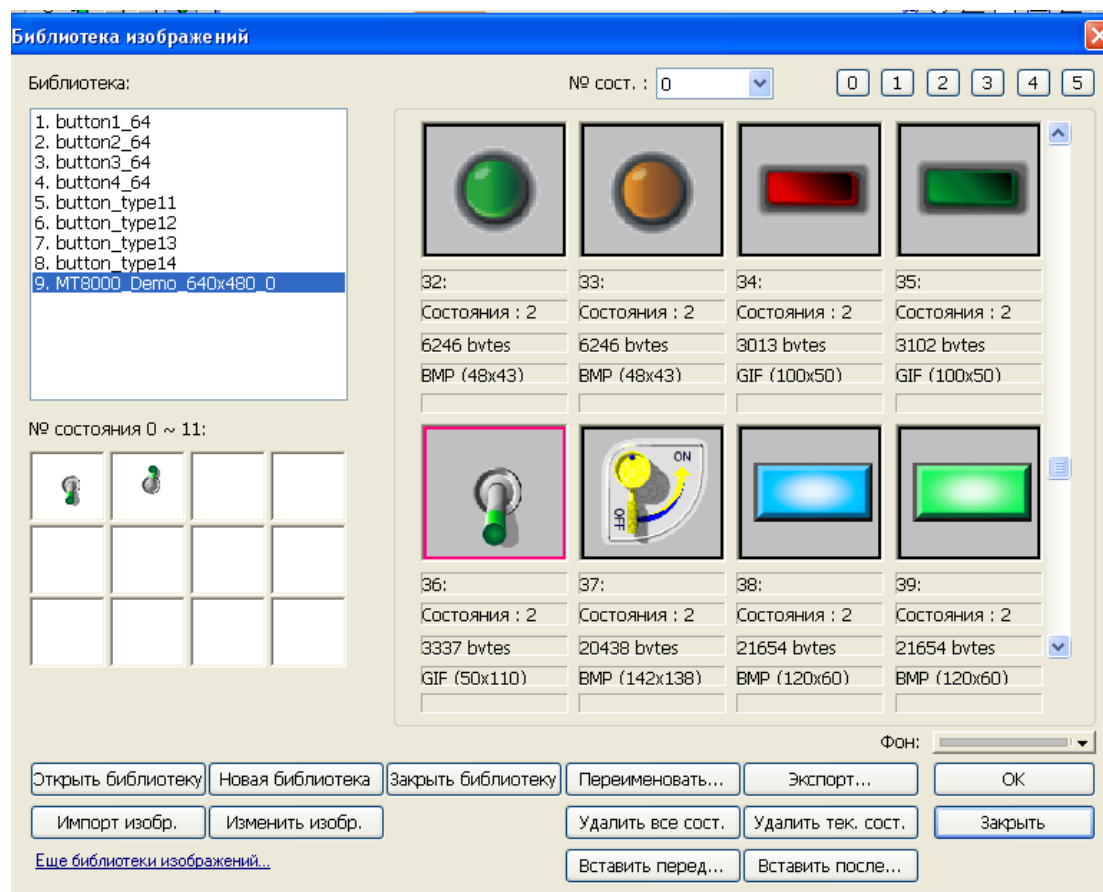 Библиотека изображений
Библиотека:
№ сост. : 0
0 1 2 3 4 5
1. button1_64
2. button2_64
3. button3_64
4. button4_64
5. button_type11
6. button_type12
7. button_type13
8. button_type14
9. MT8000_Demo_640x480_0
32: 33: 34: 35:
Состояния : 2 Состояния : 2 Состояния : 2 Состояния : 2
6246 bytes 6246 bytes 3013 bytes 3102 bytes
BMP (48x43) BMP (48x43) GIF (100x50) GIF (100x50)
№ состояния 0 ~ 11:
ON
OFF
36: 37: 38: 39:
Состояния : 2 Состояния : 2 Состояния : 2 Состояния : 2
3337 bytes 20438 bytes 21654 bytes 21654 bytes
GIF (50x110) BMP (142x138) BMP (120x60) BMP (120x60)
Фон:
Открыть библиотеку Новая библиотека Закрыть библиотеку Переименовать... Экспорт... OK
Импорт изобр. Изменить изобр. Удалить все сост. Удалить тек. сост. Закрыть
Еще библиотеки изображений... Вставить перед... Вставить после...